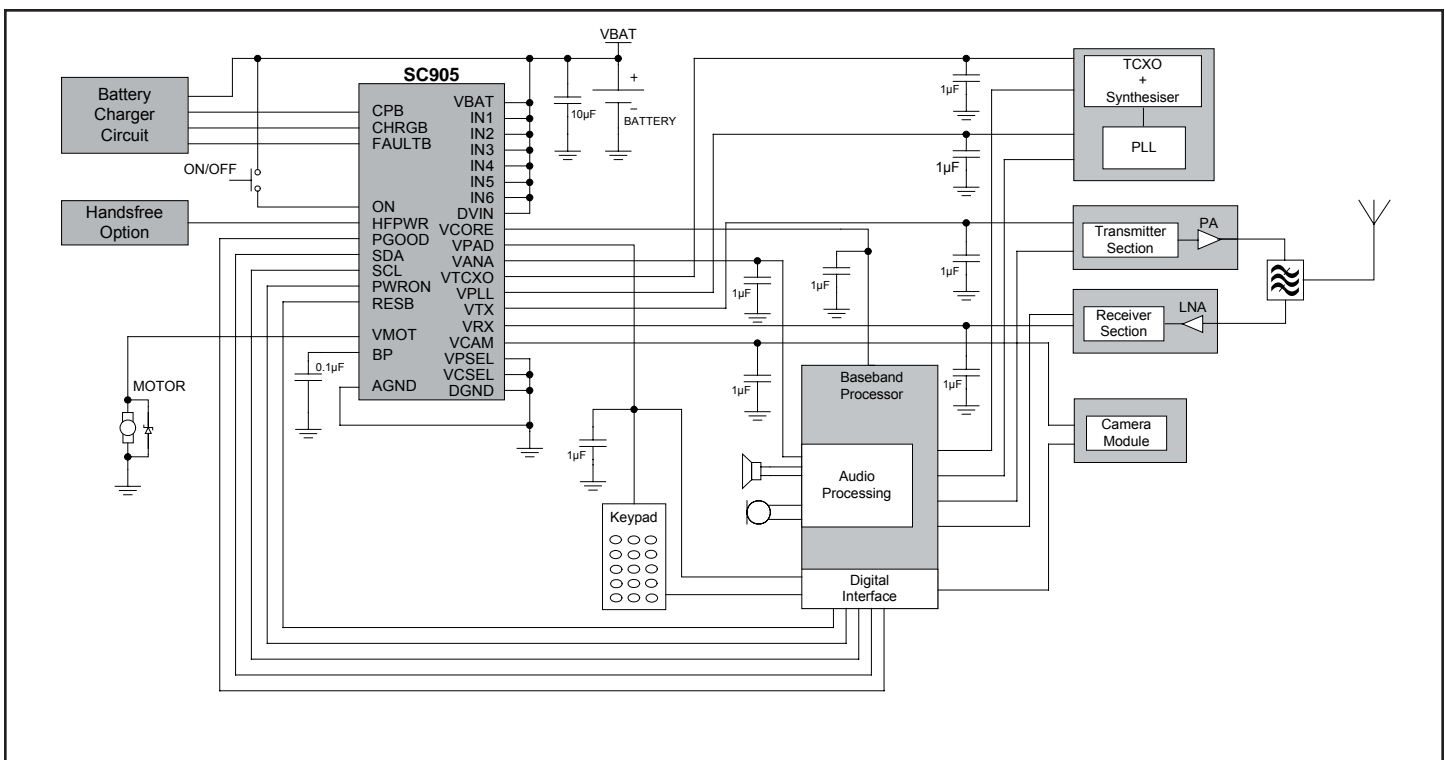 VBAT
SC905
Battery
Charger
Circuit
CPB
CHRGB
FAULTB
ON/OFF
ON
Handsfree
Option
HFPWR
PGOOD
SDA
SCL
PWRON
RESB
VMOT
BP
AGND
VBAT
IN1
IN2
IN3
IN4
IN5
IN6
DVIN
VCORE
VPAD
VANA
VTCXO
VPLL
VTX
VRX
VCAM
VPSEL
VCSEL
DGND
10µF
+
–
BATTERY
0.1µF
MOTOR
1µF
1µF
1µF
1µF
1µF
1µF
1µF
1µF
1µF
TCXO
+
Synthesiser
PLL
PA
Transmitter
Section
LNA
Receiver
Section
Camera
Module
Baseband
Processor
Audio
Processing
Digital
Interface
Keypad